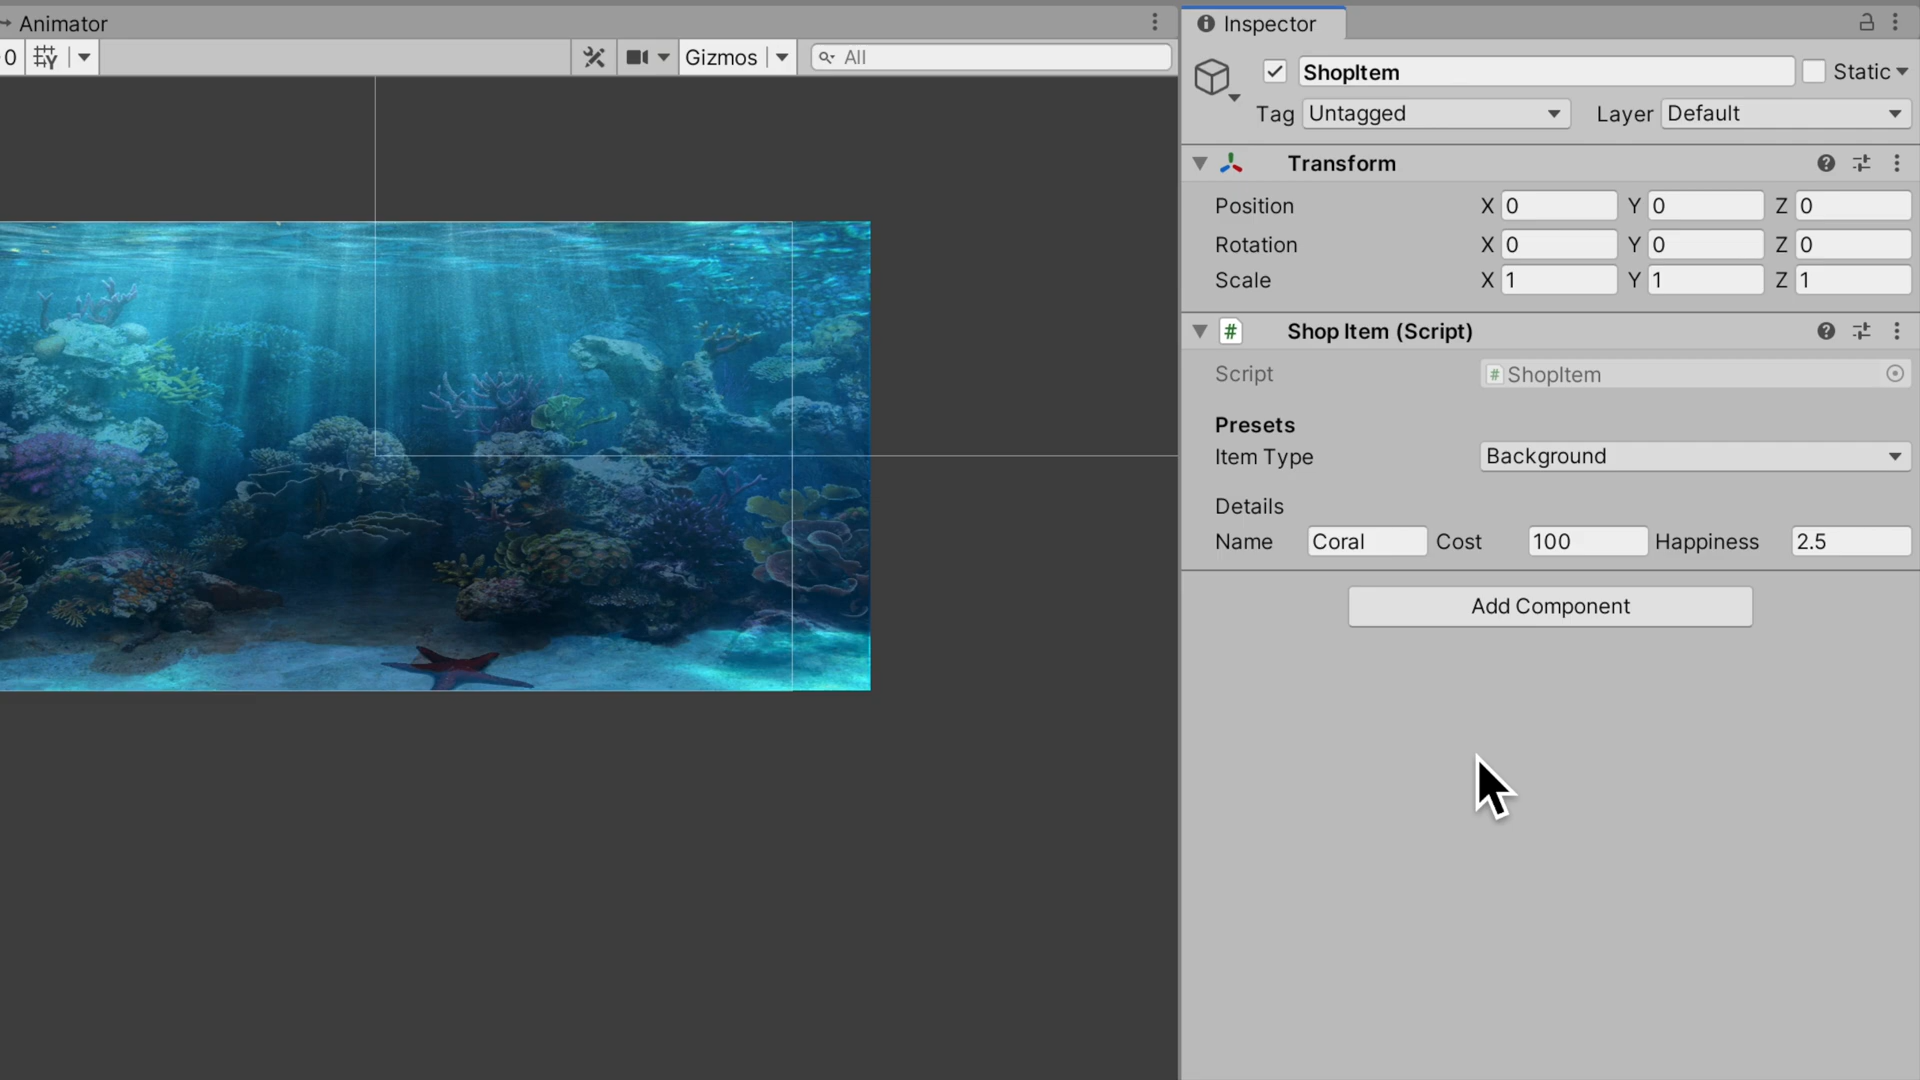 Animator
Inspector
0
Gizmos
All
ShopItem
Static
Tag Untagged Layer Default
Transform
Position X 0 Y 0 Z 0
Rotation X 0 Y 0 Z 0
Scale X 1 Y 1 Z 1
# Shop Item (Script)
Script # ShopItem
Presets
Item Type Background
Details
Name Coral Cost 100 Happiness 2.5
Add Component